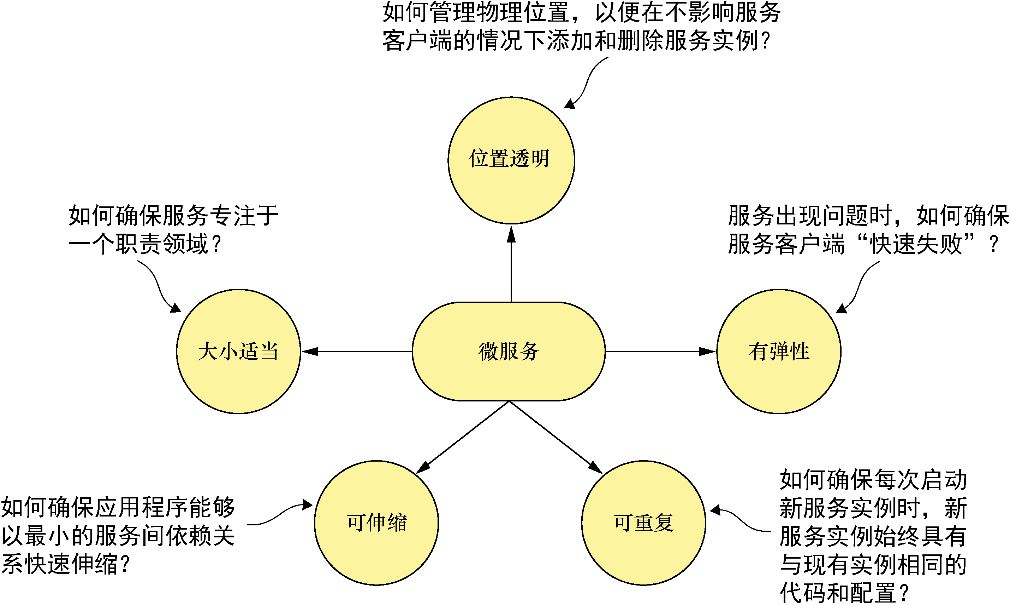 如何管理物理位置，以便在不影响服务
客户端的情况下添加和删除服务实例？
位置透明
如何确保服务专注于
一个职责领域？
服务出现问题时，如何确保
服务客户端“快速失败”？
大小适当
微服务
有弹性
如何确保应用程序能够
以最小的服务间依赖关
系快速伸缩？
可伸缩
可重复
如何确保每次启动
新服务实例时，新
服务实例始终具有
与现有实例相同的
代码和配置？